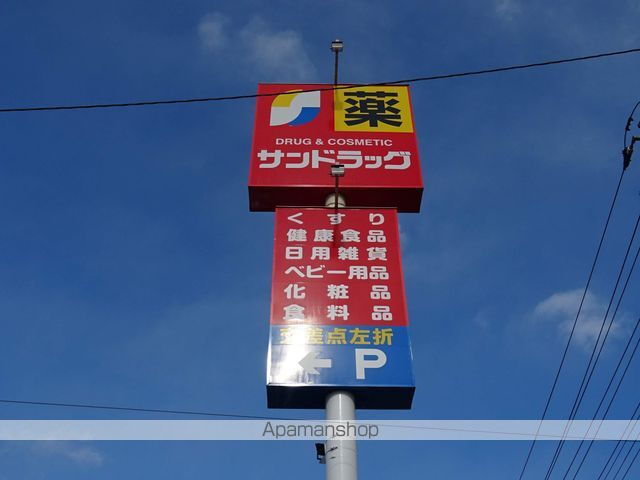 薬
DRUG & COSMETIC
サンドラッグ
くすり
健康食品
日用雑貨
ベビー用品
化粧品
食料品
交差点左折
← P
Apamanshop